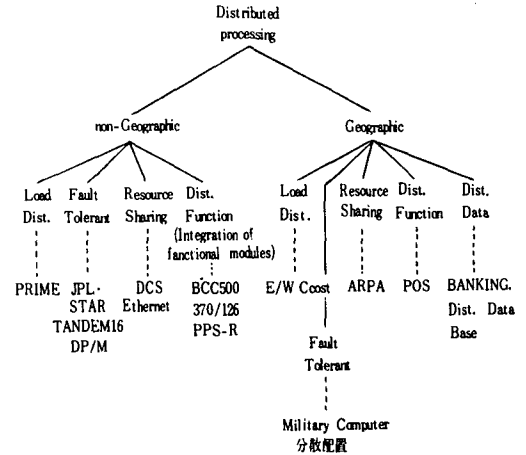 Distributed
processing
non-Geographic
Geographic
Load
Dist.
Fault
Tolerant
Resource
Sharing
Dist.
Function
(Integration of
fanctional modules)
Load
Dist.
Resource
Sharing
Dist.
Function
Dist.
Data
PRIME
JPL·
STAR
TANDEM16
DP/M
DCS
Ethernet
BCC500
370/126
PPS-R
E/W Ccost
ARPA
POS
BANKING.
Dist. Data
Base
Fault
Tolerant
Military Computer
分散配置